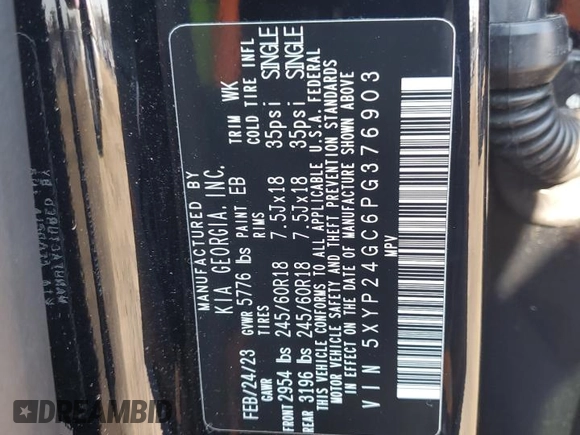 MANUFACTURED BY
KIA GEORGIA, INC.
FEB/24/23 GVWR 5776 lbs PAINT EB TRIM WK
GAWR TIRES RIMS COLD TIRE INFL
FRONT 2954 lbs 245/60R18 7.5Jx18 35psi SINGLE
REAR 3196 lbs 245/60R18 7.5Jx18 35psi SINGLE
THIS VEHICLE CONFORMS TO ALL APPLICABLE U.S.A. FEDERAL
MOTOR VEHICLE SAFETY AND THEFT PREVENTION STANDARDS
IN EFFECT ON THE DATE OF MANUFACTURE SHOWN ABOVE
VIN 5XYP24GC6PG376903
MPV
DEALERSHIP.CC